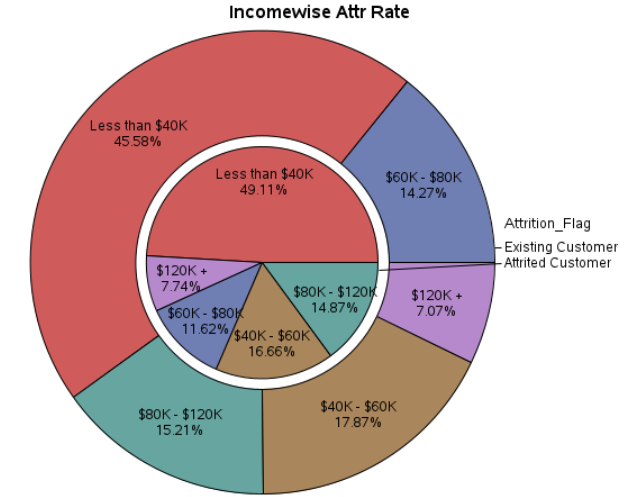 Incomewise Attr Rate
Less than $40K
45.58%
$60K - $80K
14.27%
Less than $40K
49.11%
Attrition_Flag
Existing Customer
Attrited Customer
$120K +
7.74%
$80K - $120K
14.87%
$120K +
7.07%
$60K - $80K
11.62%
$40K - $60K
16.66%
$80K - $120K
15.21%
$40K - $60K
17.87%